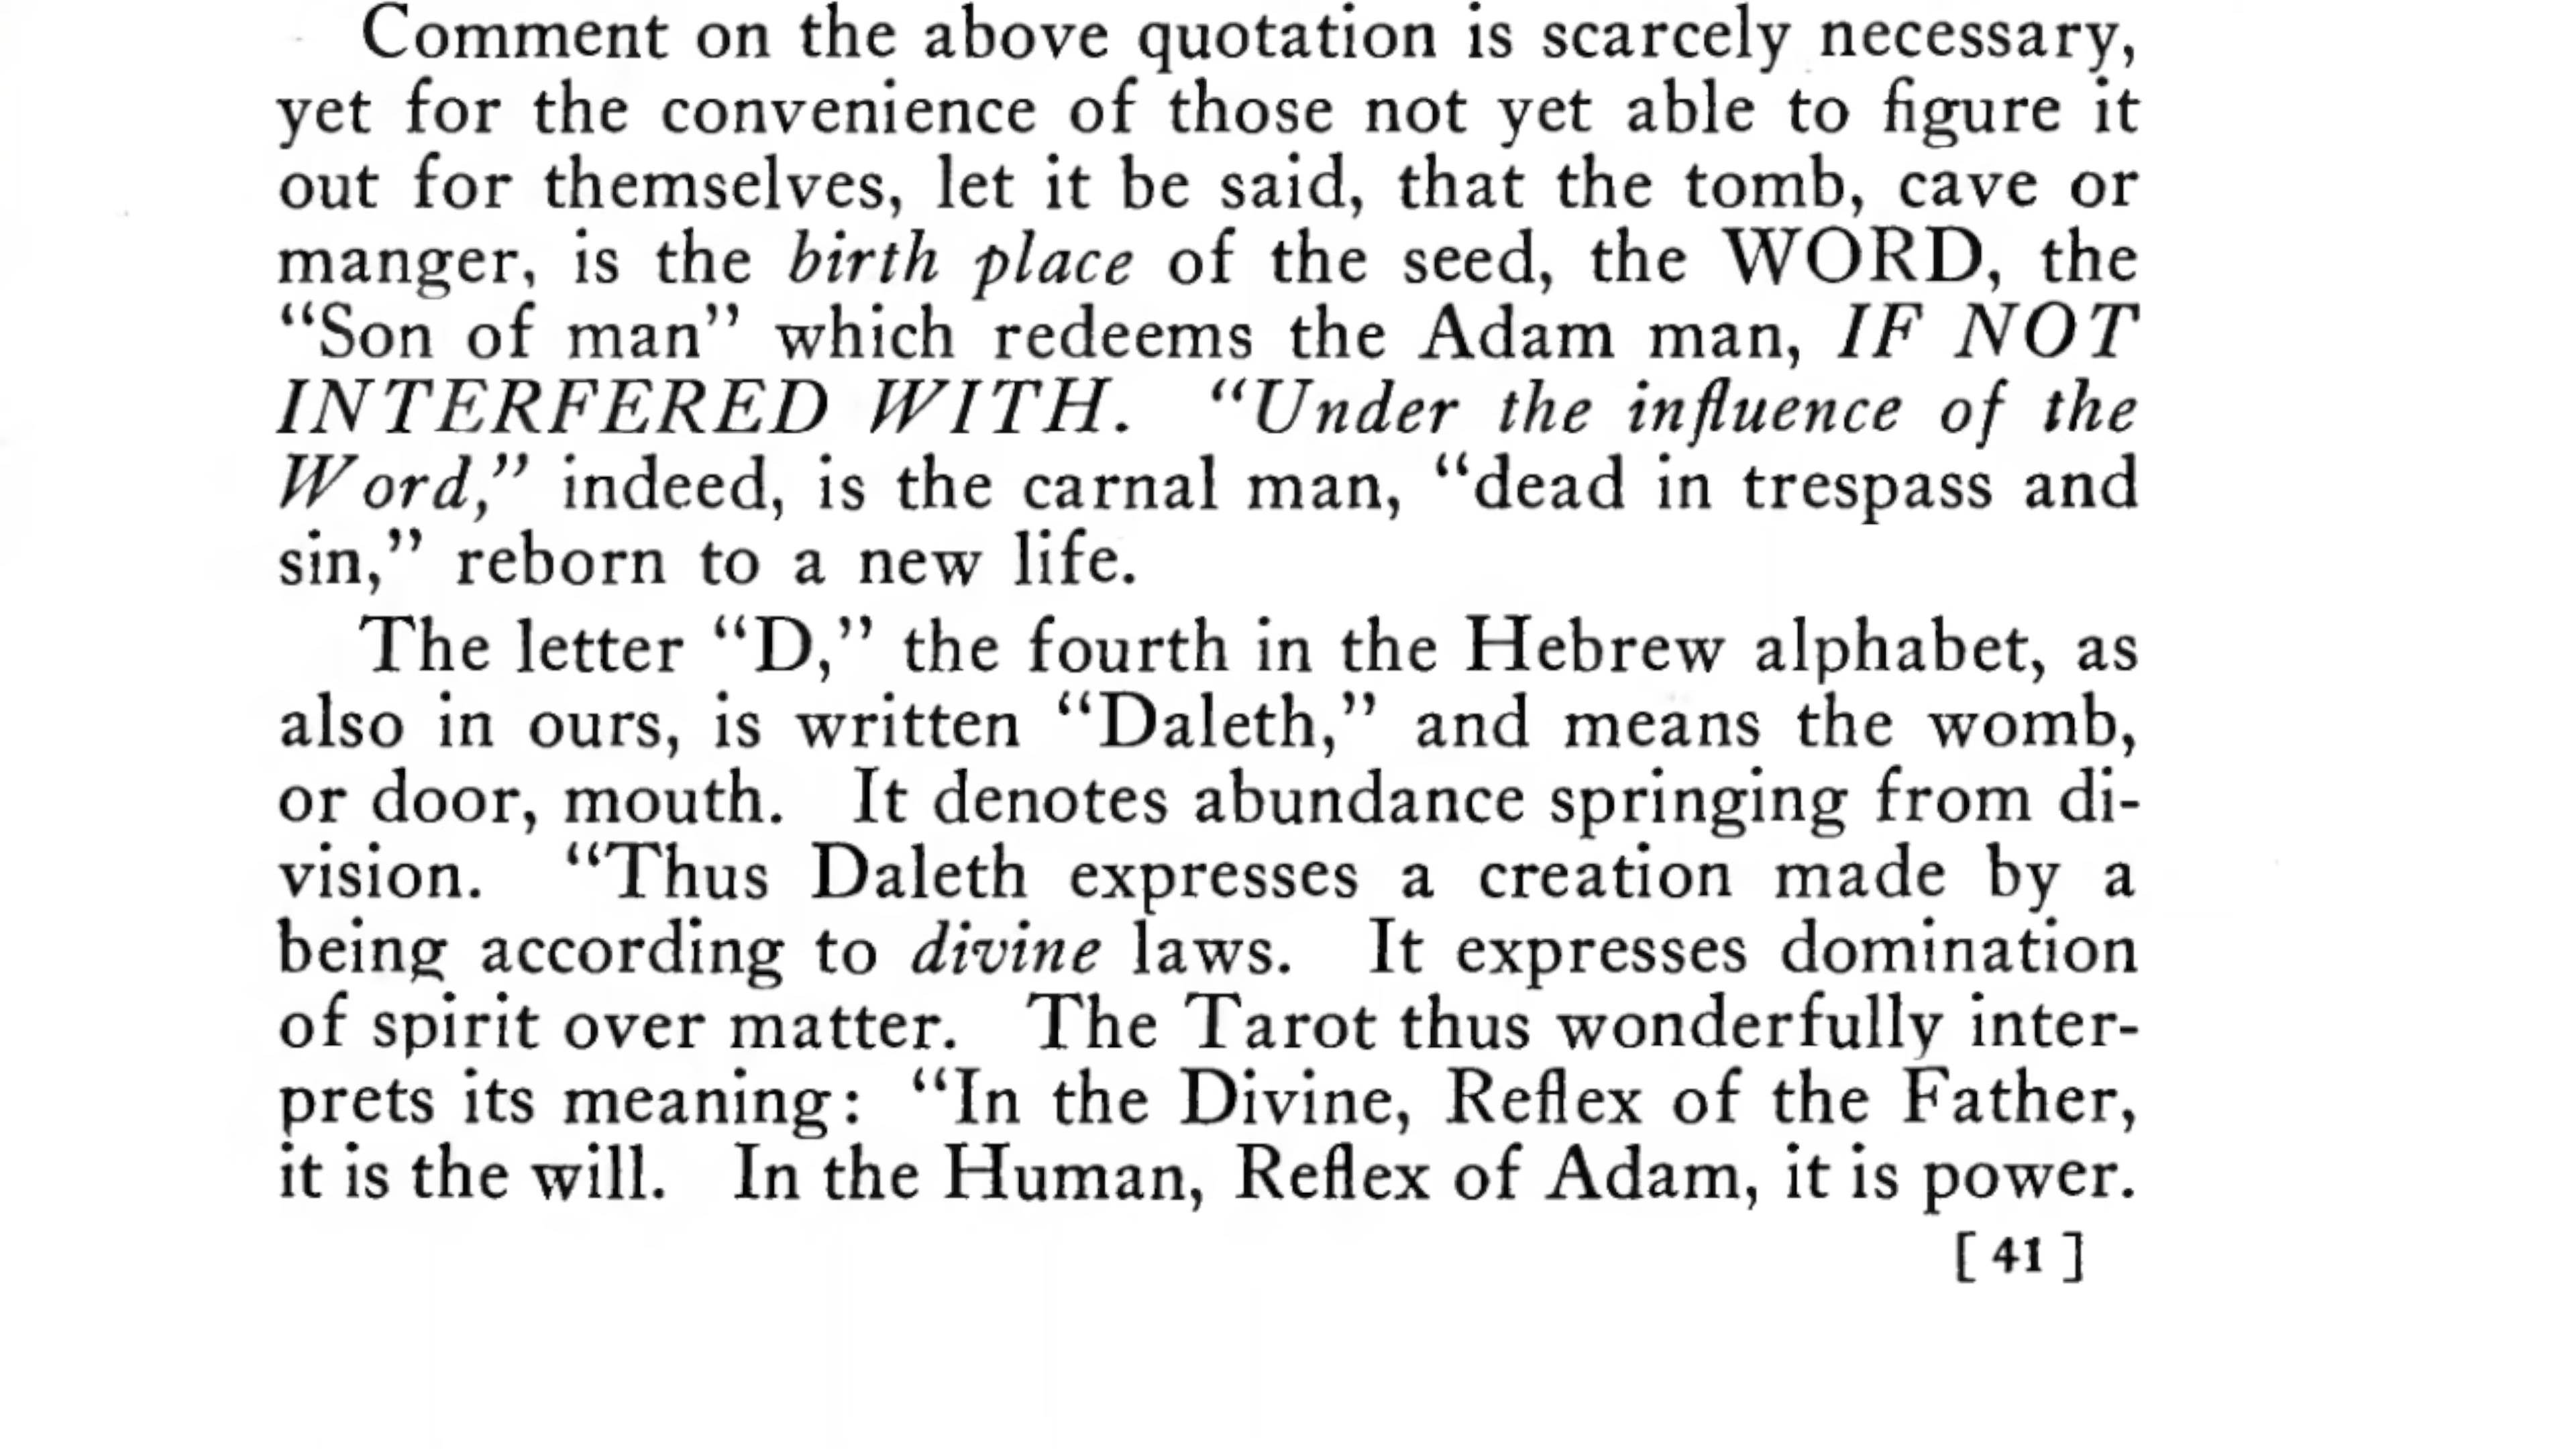 Comment on the above quotation is scarcely necessary,
yet for the convenience of those not yet able to figure it
out for themselves, let it be said, that the tomb, cave or
manger, is the birth place of the seed, the WORD, the
“Son of man” which redeems the Adam man, IF NOT
INTERFERED WITH. “Under the influence of the
Word,” indeed, is the carnal man, “dead in trespass and
sin,” reborn to a new life.
The letter “D,” the fourth in the Hebrew alphabet, as
also in ours, is written “Daleth,” and means the womb,
or door, mouth. It denotes abundance springing from di-
vision. “Thus Daleth expresses a creation made by a
being according to divine laws. It expresses domination
of spirit over matter. The Tarot thus wonderfully inter-
prets its meaning: “In the Divine, Reflex of the Father,
it is the will. In the Human, Reflex of Adam, it is power.
[ 41 ]